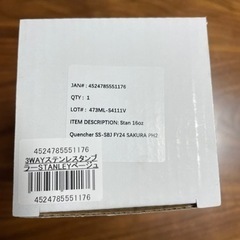 JAN# : 4524785551176
QTY : 1
LOT# : 473ML-S4111V
ITEM DESCRIPTION: Stan 16oz
Quencher SS-SBJ FY24 SAKURA PH2
4524785551176
3WAYステンレスタンブ
ラーSTANLEYベージュ
4524785551176